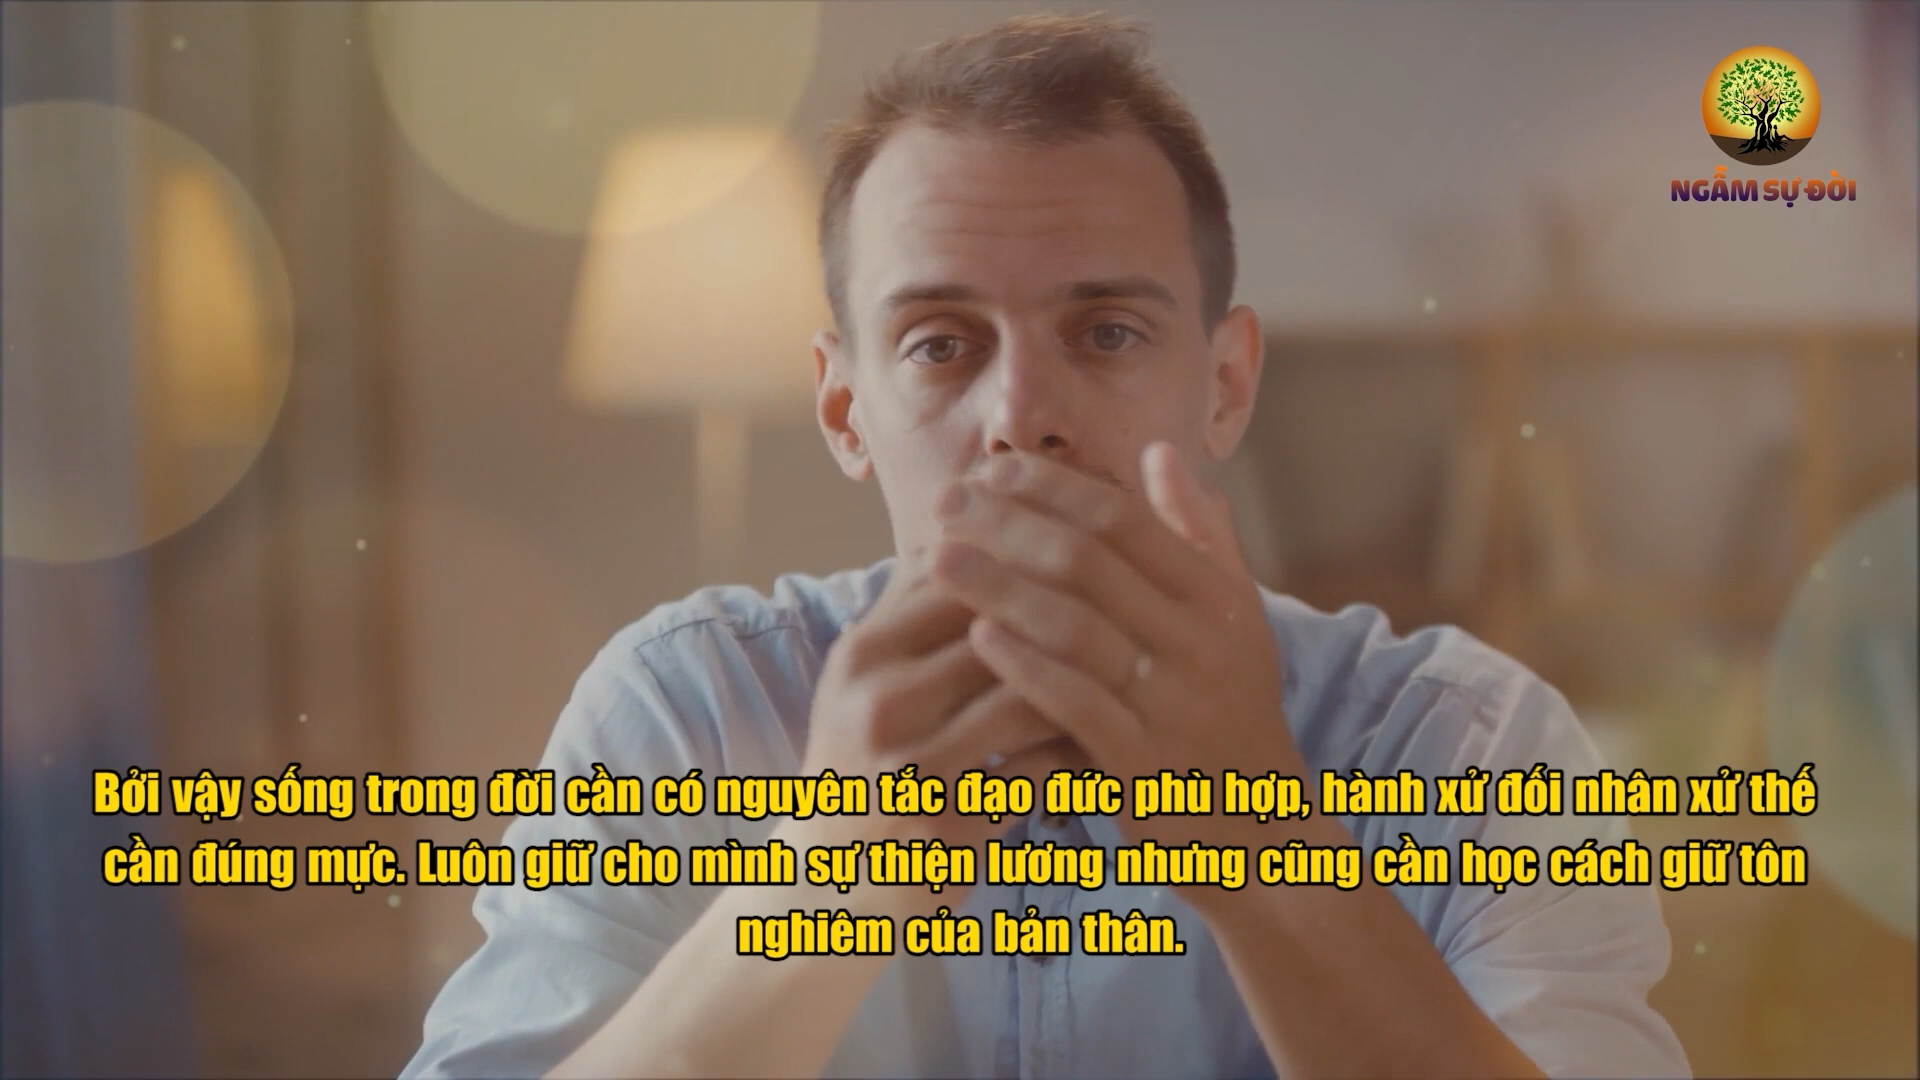 NGẪM SỰ ĐỜI
Bởi vậy sống trong đời cần có nguyên tắc đạo đức phù hợp, hành xử đối nhân xử thế
cần đúng mực. Luôn giữ cho mình sự thiện lương nhưng cũng cần học cách giữ tôn
nghiêm của bản thân.